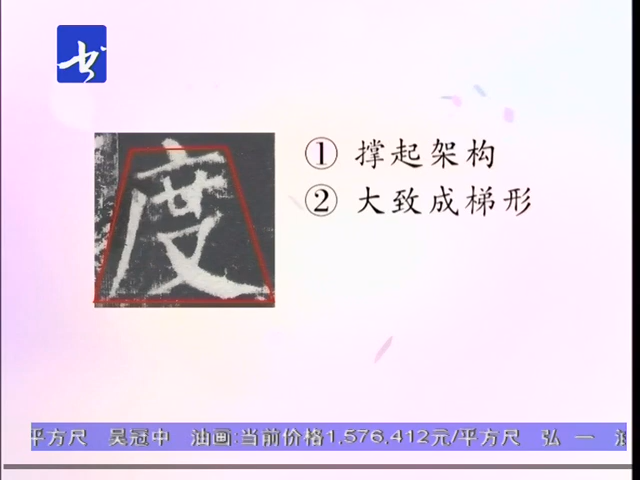 书
度
① 撑起架构
② 大致成梯形
平方尺 吴冠中 油画:当前价格1,576,412元/平方尺 弘 一